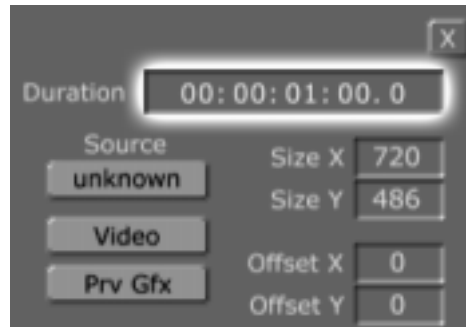 X
Duration 00:00:01:00.0
Source
unknown
Size X 720
Size Y 486
Video
Prv Gfx
Offset X 0
Offset Y 0